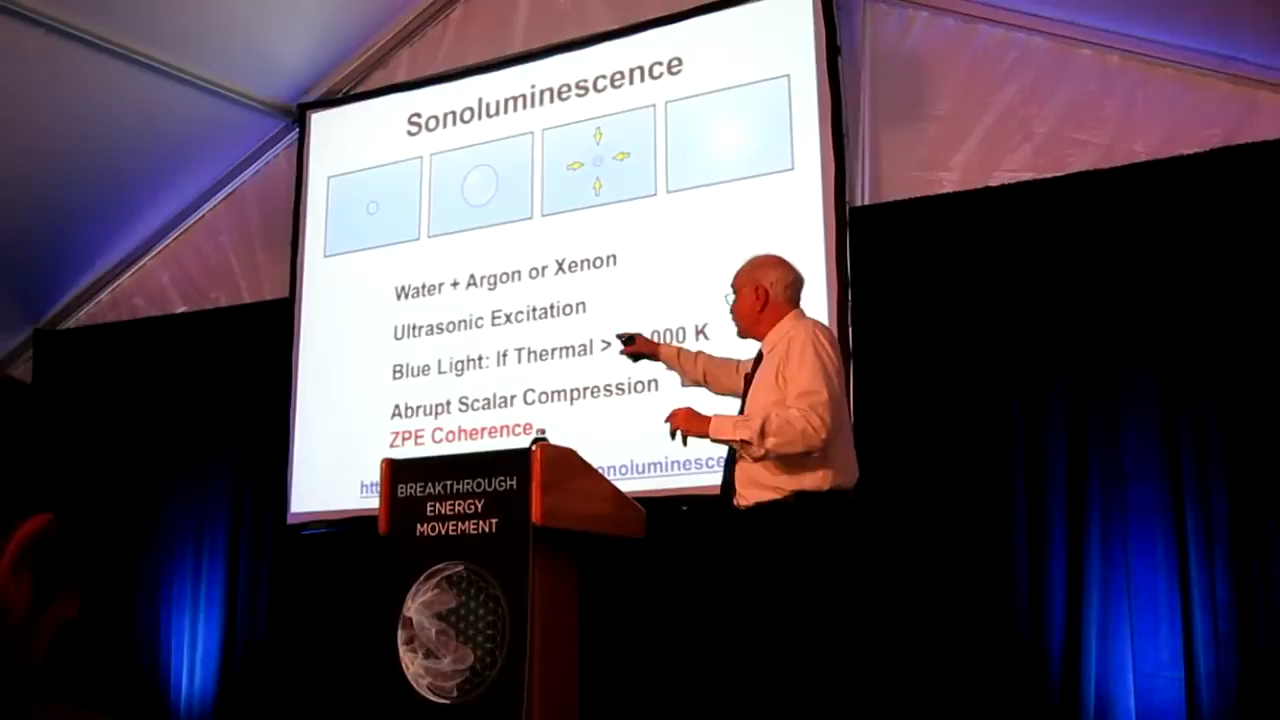 Sonoluminescence
Water + Argon or Xenon
Ultrasonic Excitation
Blue Light: If Thermal > 000 K
Abrupt Scalar Compression
ZPE Coherence
BREAKTHROUGH
ENERGY
MOVEMENT